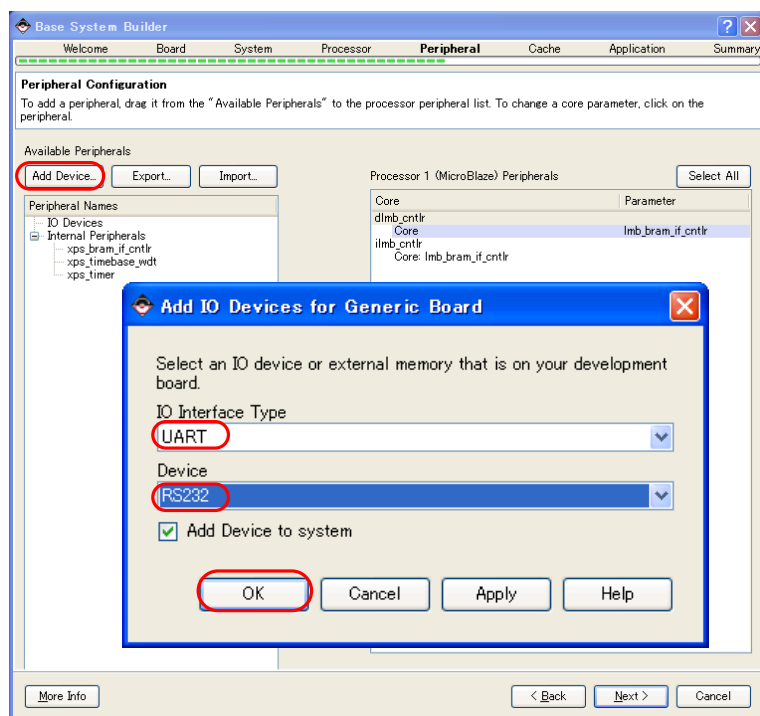 Base System Builder
Welcome Board System Processor Peripheral Cache Application Summary
Peripheral Configuration
To add a peripheral, drag it from the "Available Peripherals" to the processor peripheral list. To change a core parameter, click on the
peripheral.
Available Peripherals
Add Device... Export... Import...
Peripheral Names
IO Devices
Internal Peripherals
xps_bram_if_cntlr
xps_timebase_wdt
xps_timer
Processor 1 (MicroBlaze) Peripherals Select All
Core Parameter
dlmb_cntlr
Core lmb_bram_if_cntlr
ilmb_cntlr
Core: lmb_bram_if_cntlr
Add IO Devices for Generic Board
Select an IO device or external memory that is on your development
board.
IO Interface Type
UART
Device
RS232
Add Device to system
OK Cancel Apply Help
More Info < Back Next > Cancel